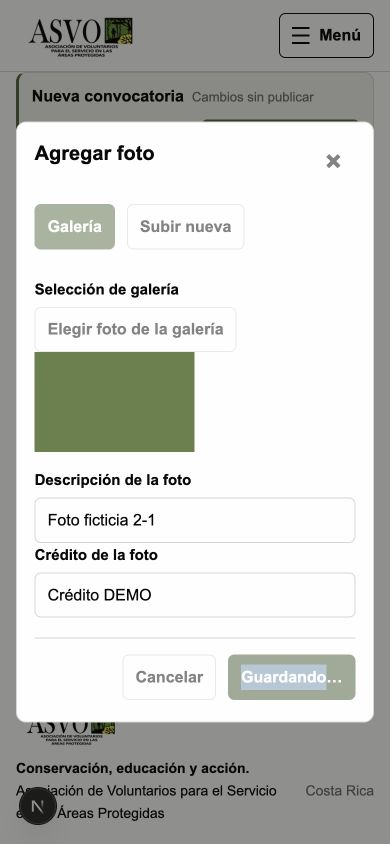 ASVO
ASOCIACIÓN DE VOLUNTARIOS
PARA EL SERVICIO EN LAS
ÁREAS PROTEGIDAS
Menú
Nueva convocatoria Cambios sin publicar
Agregar foto
×
Galería Subir nueva
Selección de galería
Elegir foto de la galería
Descripción de la foto
Foto ficticia 2-1
Crédito de la foto
Crédito DEMO
Cancelar Guardando...
ASVO
ASOCIACIÓN DE VOLUNTARIOS
PARA EL SERVICIO EN LAS
ÁREAS PROTEGIDAS
Conservación, educación y acción.
Asociación de Voluntarios para el Servicio Costa Rica
Áreas Protegidas
N